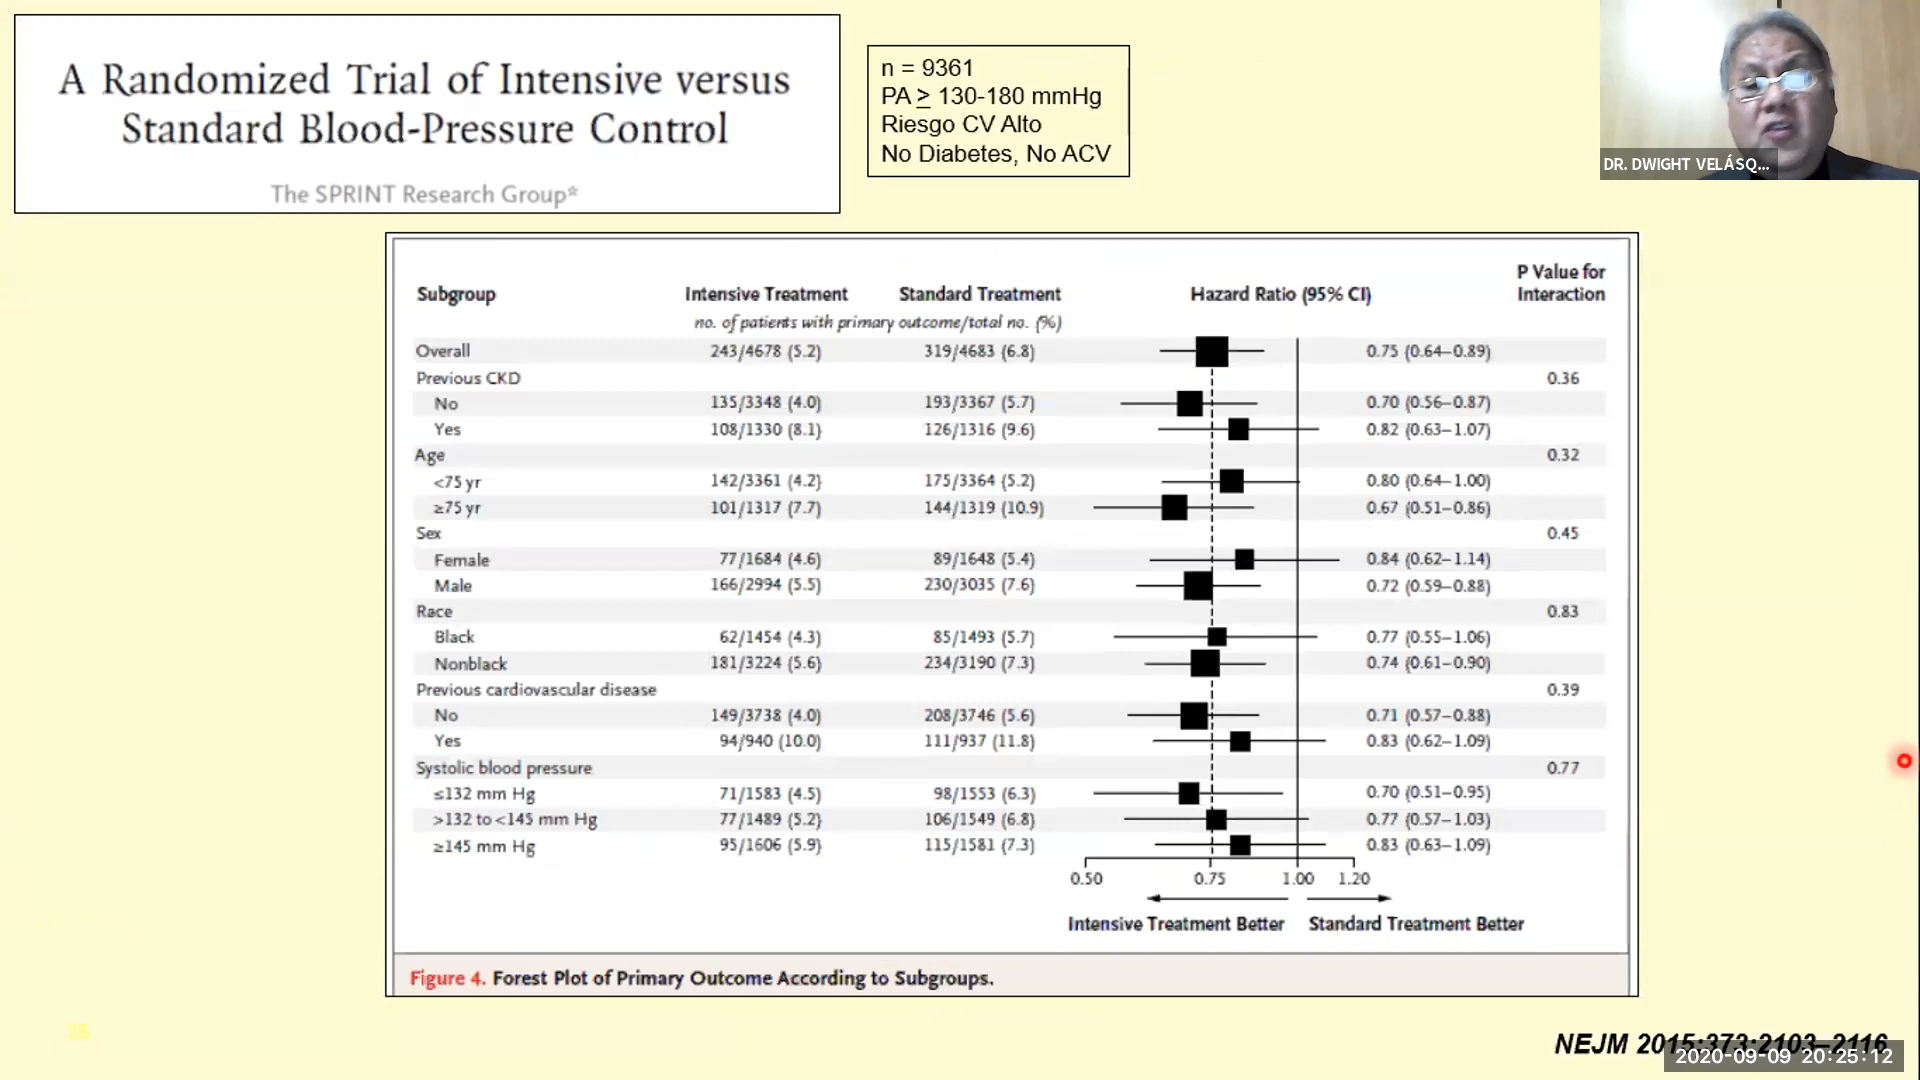 A Randomized Trial of Intensive versus
Standard Blood-Pressure Control
The SPRINT Research Group*
n = 9361
PA ≥ 130-180 mmHg
Riesgo CV Alto
No Diabetes, No ACV
DR. DWIGHT VELÁSQ...
Subgroup Intensive Treatment Standard Treatment Hazard Ratio (95% CI) P Value for Interaction
no. of patients with primary outcome/total no. (%)
Overall 243/4678 (5.2) 319/4683 (6.8) 0.75 (0.64–0.89)
Previous CKD 0.36
No 135/3348 (4.0) 193/3367 (5.7) 0.70 (0.56–0.87)
Yes 108/1330 (8.1) 126/1316 (9.6) 0.82 (0.63–1.07)
Age 0.32
<75 yr 142/3361 (4.2) 175/3364 (5.2) 0.80 (0.64–1.00)
≥75 yr 101/1317 (7.7) 144/1319 (10.9) 0.67 (0.51–0.86)
Sex 0.45
Female 77/1684 (4.6) 89/1648 (5.4) 0.84 (0.62–1.14)
Male 166/2994 (5.5) 230/3035 (7.6) 0.72 (0.59–0.88)
Race 0.83
Black 62/1454 (4.3) 85/1493 (5.7) 0.77 (0.55–1.06)
Nonblack 181/3224 (5.6) 234/3190 (7.3) 0.74 (0.61–0.90)
Previous cardiovascular disease 0.39
No 149/3738 (4.0) 208/3746 (5.6) 0.71 (0.57–0.88)
Yes 94/940 (10.0) 111/937 (11.8) 0.83 (0.62–1.09)
Systolic blood pressure 0.77
≤132 mm Hg 71/1583 (4.5) 98/1553 (6.3) 0.70 (0.51–0.95)
>132 to <145 mm Hg 77/1489 (5.2) 106/1549 (6.8) 0.77 (0.57–1.03)
≥145 mm Hg 95/1606 (5.9) 115/1581 (7.3) 0.83 (0.63–1.09)
0.50 0.75 1.00 1.20
Intensive Treatment Better Standard Treatment Better
Figure 4. Forest Plot of Primary Outcome According to Subgroups.
26
NEJM 2015;373:2103–2116
2020-09-09 20:25:12